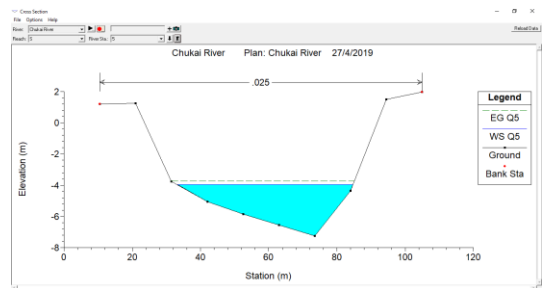 Cross Section
File Options Help
River: Chukai River
Reach: 1 River Sta.: 5
Reload Data
Chukai River Plan: Chukai River 27/4/2019
.025
Legend
EG Q5
WS Q5
Ground
Bank Sta
Elevation (m)
2
0
-2
-4
-6
-8
0 20 40 60 80 100 120
Station (m)